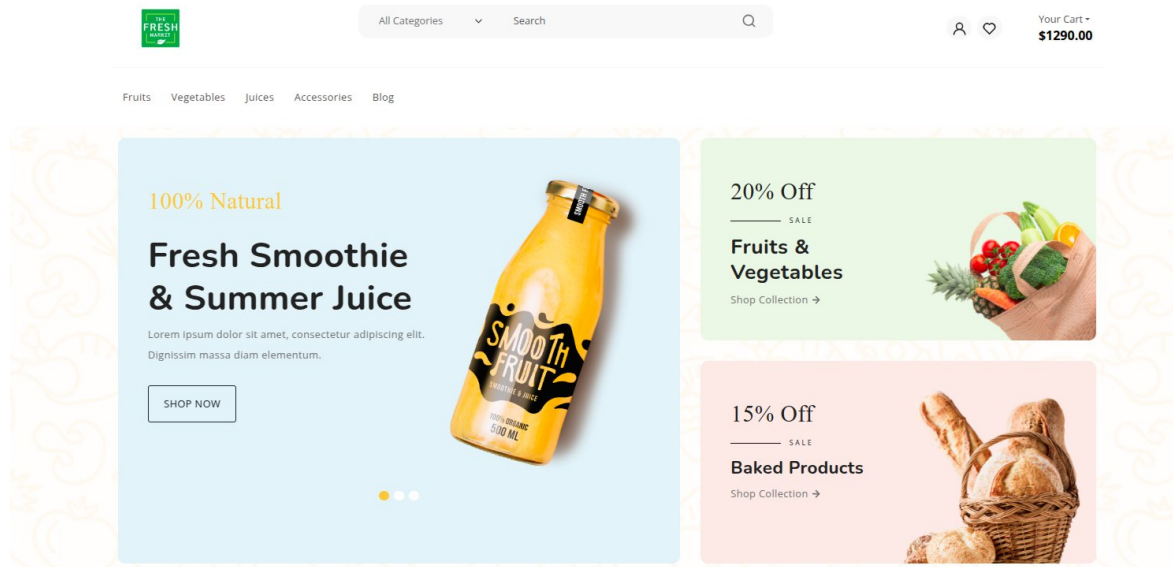 THE
FRESH
MARKET
All Categories
Search
Your Cart
$1290.00
Fruits
Vegetables
Juices
Accessories
Blog
100% Natural
Fresh Smoothie
& Summer Juice
Lorem ipsum dolor sit amet, consectetur adipiscing elit.
Dignissim massa diam elementum.
SHOP NOW
SMOOTH F
SMOOTH
FRUIT
SMOOTHIE & JUICE
100% ORGANIC
500 ML
20% Off
SALE
Fruits &
Vegetables
Shop Collection →
15% Off
SALE
Baked Products
Shop Collection →